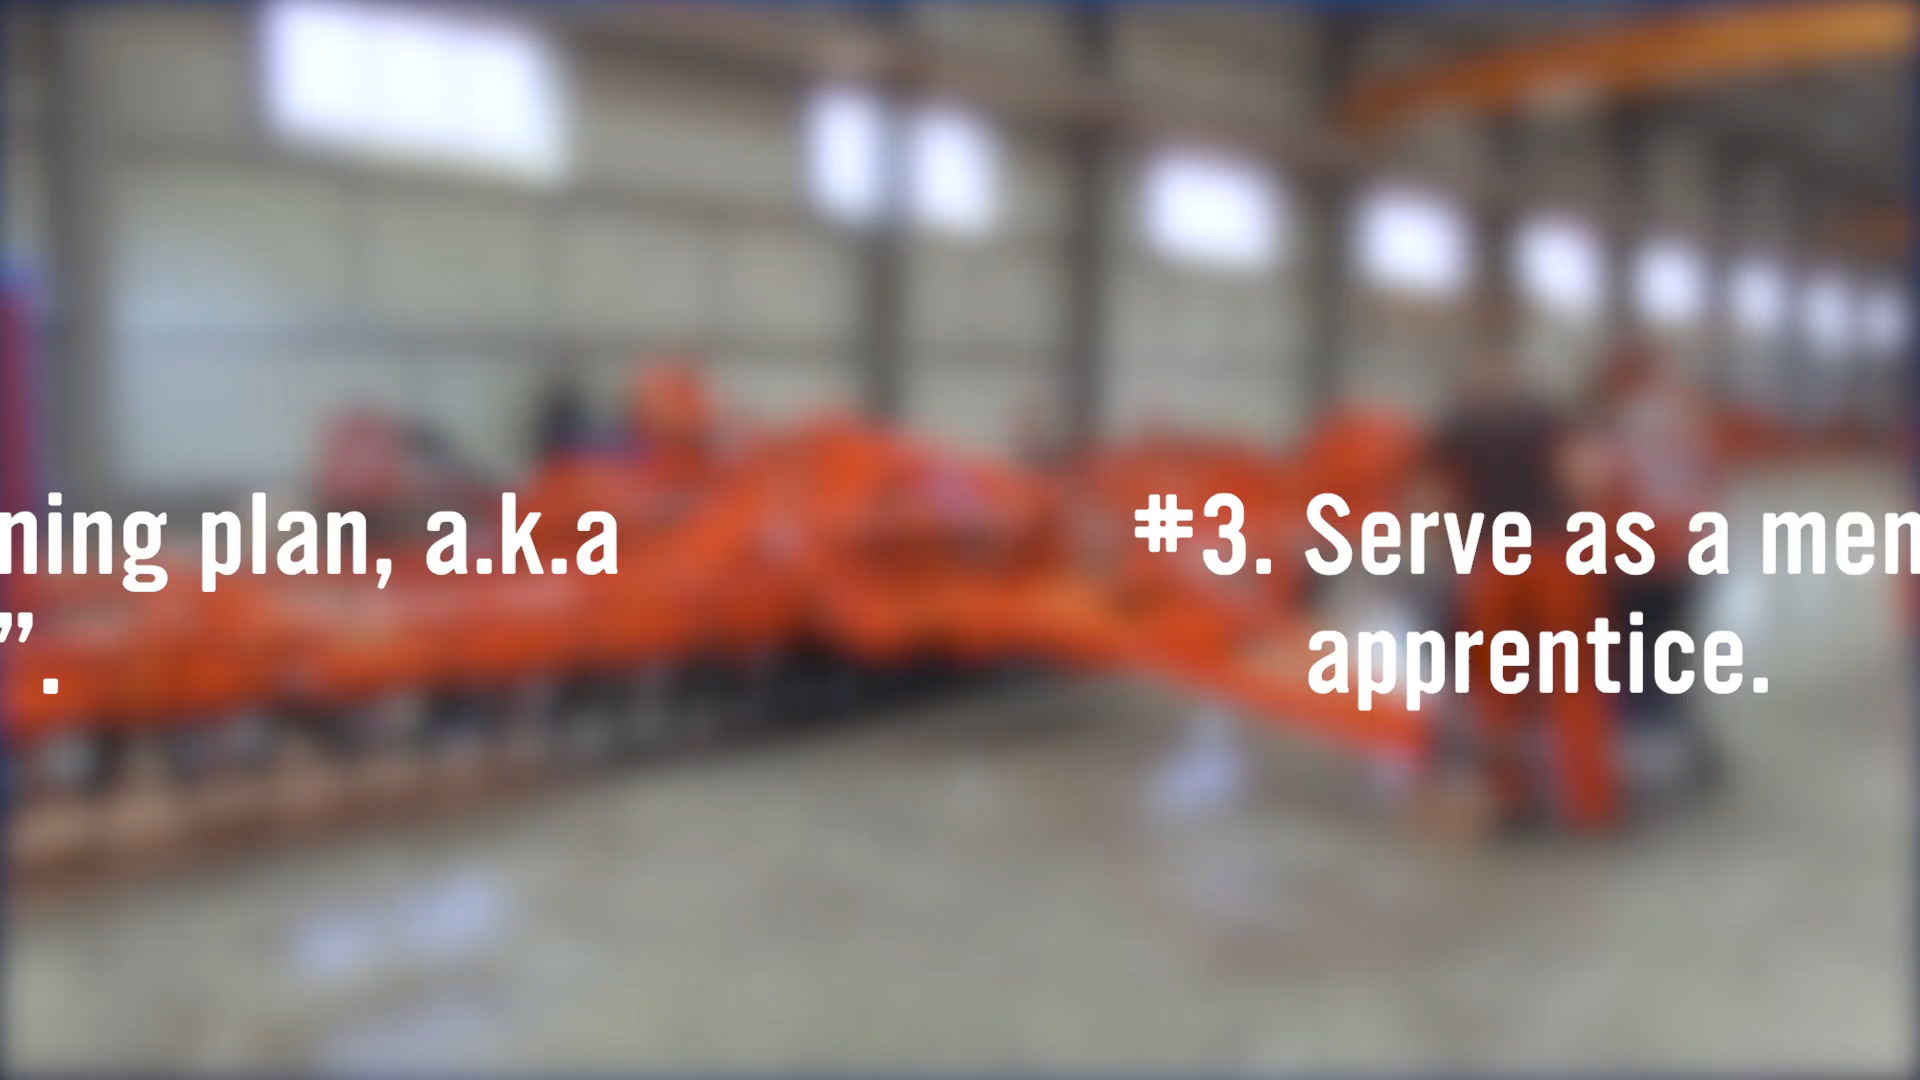 ning plan, a.k.a
”.
#3. Serve as a men
apprentice.